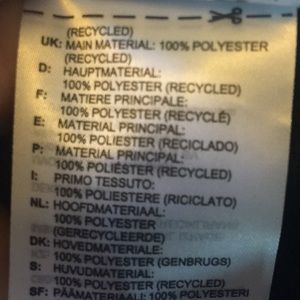 (RECYCLED)
UK: MAIN MATERIAL: 100% POLYESTER
(RECYCLED)
D: HAUPTMATERIAL:
100% POLYESTER (RECYCLED)
F: MATIERE PRINCIPALE:
100% POLYESTER (RECYCLÉ)
E: MATERIAL PRINCIPAL:
100% POLIESTER (RECICLADO)
P: MATERIAL PRINCIPAL:
100% POLIÉSTER (RECYCLED)
I: PRIMO TESSUTO:
100% POLIESTERE (RICICLATO)
NL: HOOFDMATERIAAL:
100% POLYESTER
(GERECYCLEERDE)
DK: HOVEDMATERIALE:
100% POLYESTER (GENBRUGS)
S: HUVUDMATERIAL:
100% POLYESTER (RECYCLED)
SF: PÄÄMATERIAALI: 100% POLYESTERI